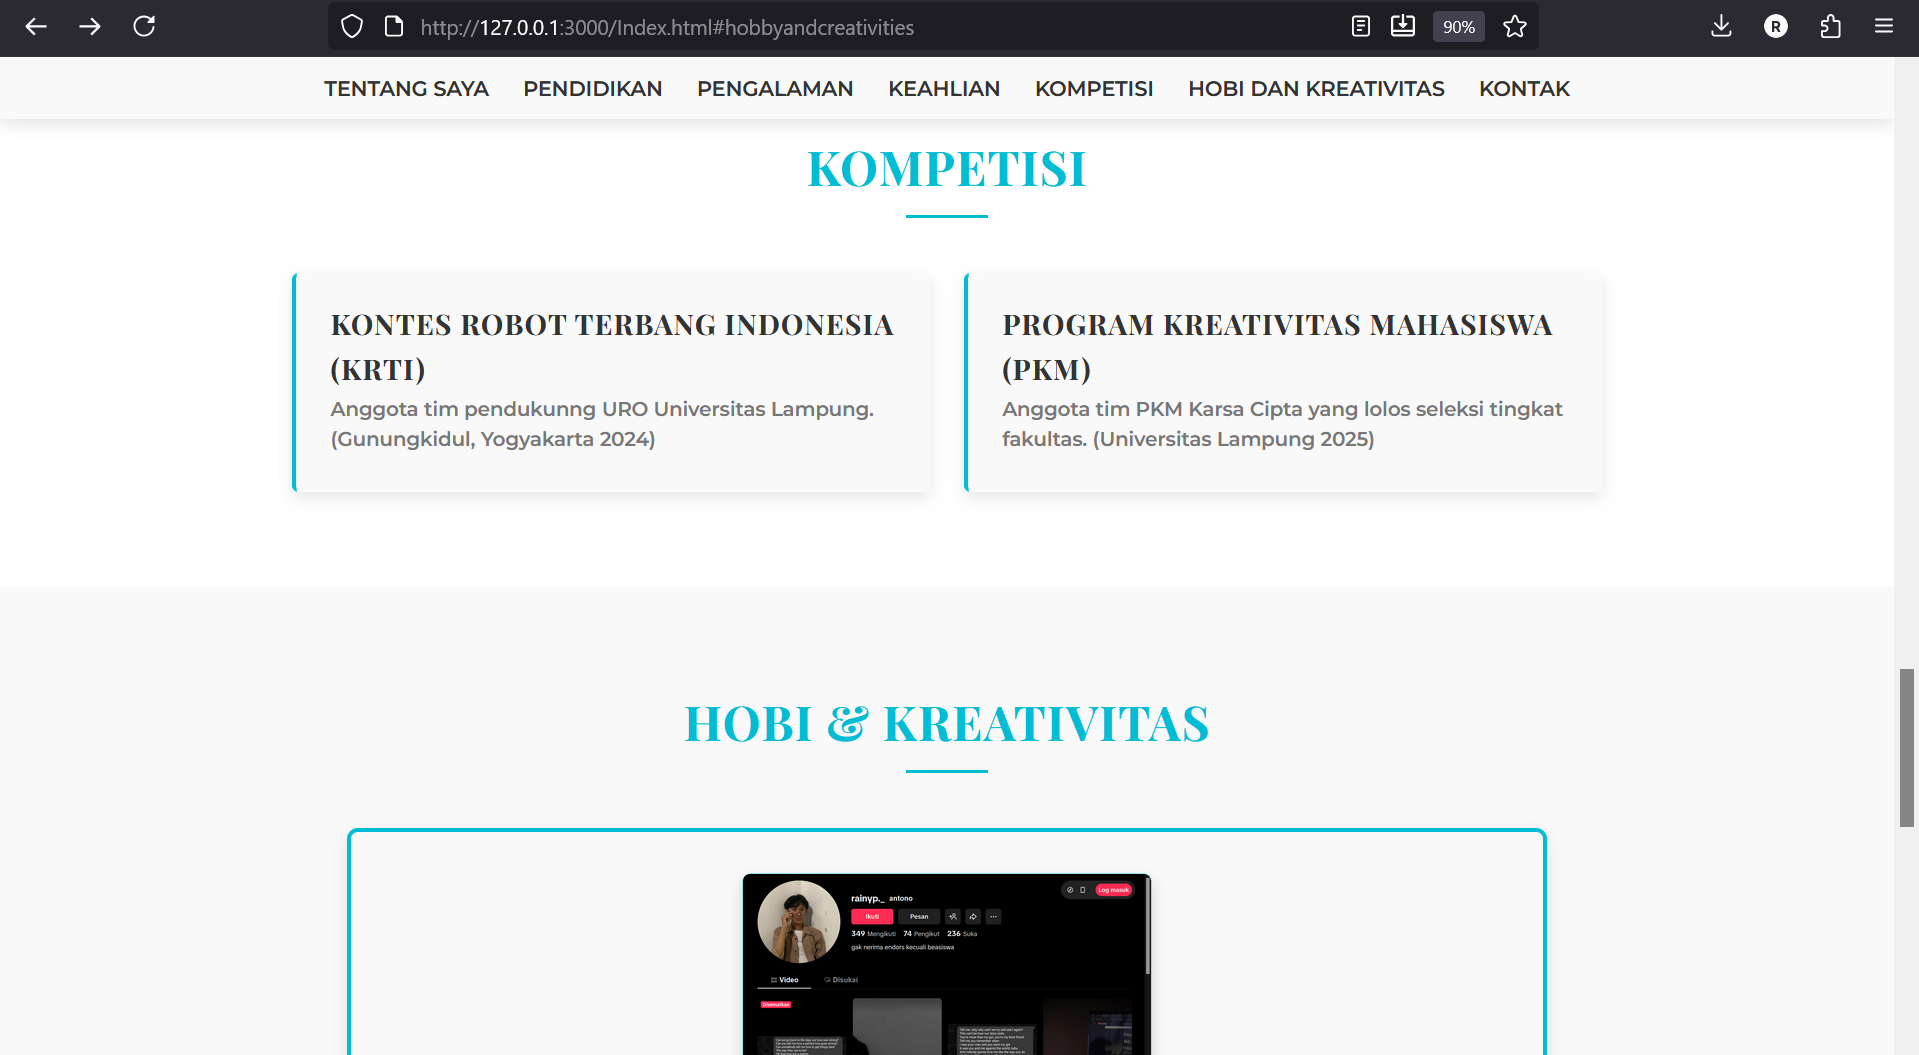 http://127.0.0.1:3000/Index.html#hobbyandcreativities
90%
R
TENTANG SAYA PENDIDIKAN PENGALAMAN KEAHLIAN KOMPETISI HOBI DAN KREATIVITAS KONTAK
KOMPETISI
KONTES ROBOT TERBANG INDONESIA
(KRTI)
Anggota tim pendukunng URO Universitas Lampung.
(Gunungkidul, Yogyakarta 2024)
PROGRAM KREATIVITAS MAHASISWA
(PKM)
Anggota tim PKM Karsa Cipta yang lolos seleksi tingkat
fakultas. (Universitas Lampung 2025)
HOBI & KREATIVITAS
Log masuk
rainyp._ antono
Ikuti Pesan
349 Mengikuti 74 Pengikut 236 Suka
gak nerima endors kecuali beasiswa
Video Disukai
Disematkan